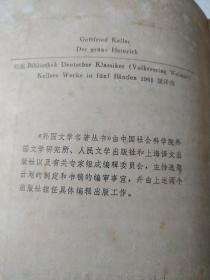 Gottfried Keller
Der grüne Heinrich
根据 Bibliothek Deutscher Klassiker (Volksverlag Weimar)
Kellers Werke in fünf Bänden 1961 版译出
《外国文学名著丛书》由中国社会科学院外
国文学研究所、人民文学出版社和上海译文出
版社以及有关专家组成编辑委员会，主持选题
计划的制定和书稿的编审事宜，并由上述两个
出版社担任具体编辑出版工作。